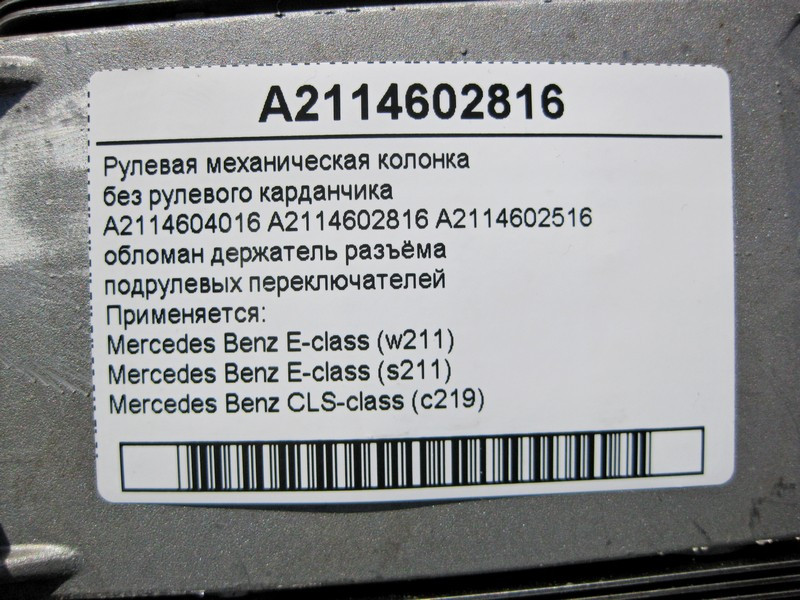 A2114602816
Рулевая механическая колонка
без рулевого карданчика
A2114604016 A2114602816 A2114602516
обломан держатель разъёма
подрулевых переключателей
Применяется:
Mercedes Benz E-class (w211)
Mercedes Benz E-class (s211)
Mercedes Benz CLS-class (c219)